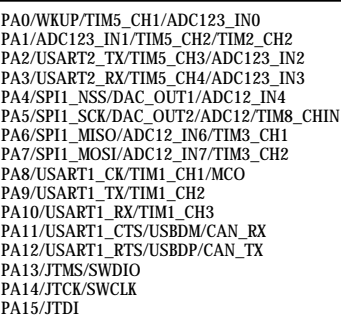 PA0/WKUP/TIM5_CH1/ADC123_IN0
PA1/ADC123_IN1/TIM5_CH2/TIM2_CH2
PA2/USART2_TX/TIM5_CH3/ADC123_IN2
PA3/USART2_RX/TIM5_CH4/ADC123_IN3
PA4/SPI1_NSS/DAC_OUT1/ADC12_IN4
PA5/SPI1_SCK/DAC_OUT2/ADC12/TIM8_CHIN
PA6/SPI1_MISO/ADC12_IN6/TIM3_CH1
PA7/SPI1_MOSI/ADC12_IN7/TIM3_CH2
PA8/USART1_CK/TIM1_CH1/MCO
PA9/USART1_TX/TIM1_CH2
PA10/USART1_RX/TIM1_CH3
PA11/USART1_CTS/USBDM/CAN_RX
PA12/USART1_RTS/USBDP/CAN_TX
PA13/JTMS/SWDIO
PA14/JTCK/SWCLK
PA15/JTDI